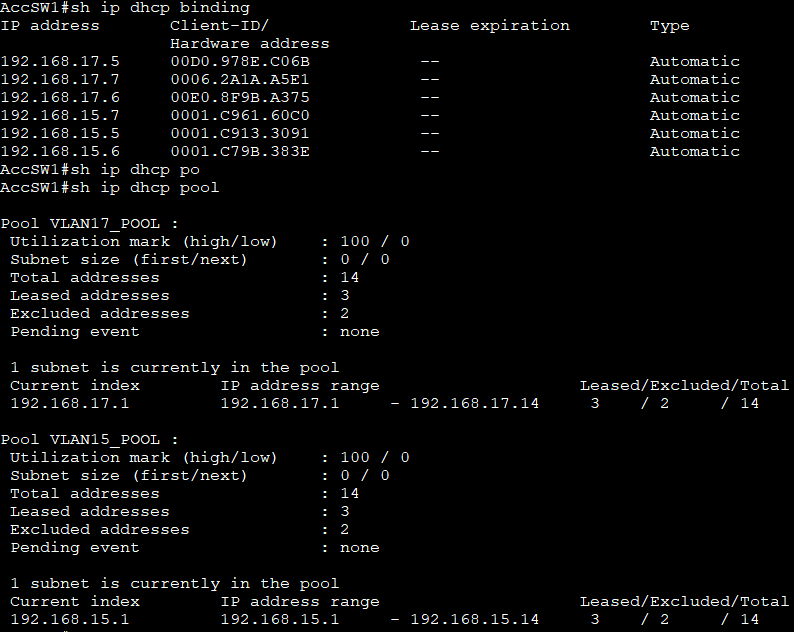 AccSW1#sh ip dhcp binding
IP address       Client-ID/              Lease expiration        Type
                 Hardware address
192.168.17.5     00D0.978E.C06B           --                     Automatic
192.168.17.7     0006.2A1A.A5E1           --                     Automatic
192.168.17.6     00E0.8F9B.A375           --                     Automatic
192.168.15.7     0001.C961.60C0           --                     Automatic
192.168.15.5     0001.C913.3091           --                     Automatic
192.168.15.6     0001.C79B.383E           --                     Automatic
AccSW1#sh ip dhcp po
AccSW1#sh ip dhcp pool

Pool VLAN17_POOL :
 Utilization mark (high/low)    : 100 / 0
 Subnet size (first/next)       : 0 / 0
 Total addresses                : 14
 Leased addresses               : 3
 Excluded addresses             : 2
 Pending event                  : none

 1 subnet is currently in the pool
 Current index        IP address range                    Leased/Excluded/Total
 192.168.17.1         192.168.17.1     - 192.168.17.14     3    / 2     / 14

Pool VLAN15_POOL :
 Utilization mark (high/low)    : 100 / 0
 Subnet size (first/next)       : 0 / 0
 Total addresses                : 14
 Leased addresses               : 3
 Excluded addresses             : 2
 Pending event                  : none

 1 subnet is currently in the pool
 Current index        IP address range                    Leased/Excluded/Total
 192.168.15.1         192.168.15.1     - 192.168.15.14     3    / 2     / 14